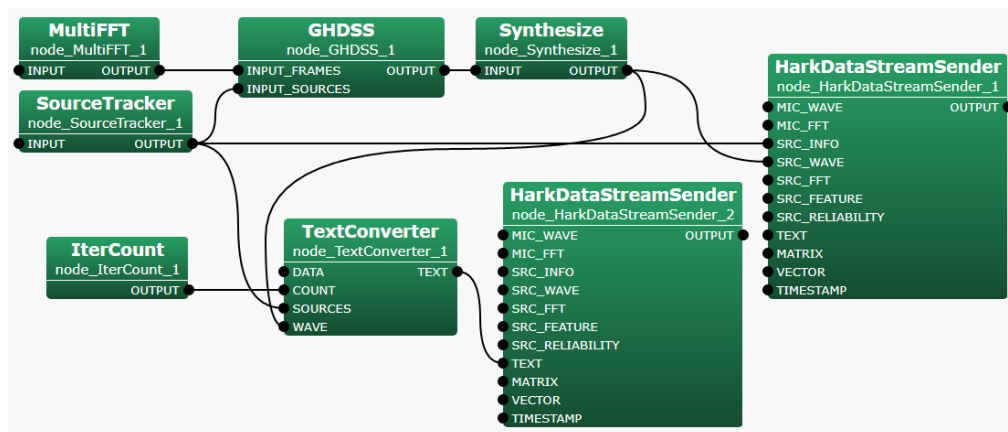 MultiFFT
node_MultiFFT_1
INPUT OUTPUT
GHDSS
node_GHDSS_1
INPUT_FRAMES OUTPUT
INPUT_SOURCES
Synthesize
node_Synthesize_1
INPUT OUTPUT
HarkDataStreamSender
node_HarkDataStreamSender_1
MIC_WAVE OUTPUT
MIC_FFT
SRC_INFO
SRC_WAVE
SRC_FFT
SRC_FEATURE
SRC_RELIABILITY
TEXT
MATRIX
VECTOR
TIMESTAMP
SourceTracker
node_SourceTracker_1
INPUT OUTPUT
HarkDataStreamSender
node_HarkDataStreamSender_2
MIC_WAVE OUTPUT
MIC_FFT
SRC_INFO
SRC_WAVE
SRC_FFT
SRC_FEATURE
SRC_RELIABILITY
TEXT
MATRIX
VECTOR
TIMESTAMP
TextConverter
node_TextConverter_1
DATA TEXT
COUNT
SOURCES
WAVE
IterCount
node_IterCount_1
OUTPUT